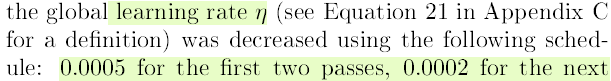 the global learning rate η (see Equation 21 in Appendix C
for a definition) was decreased using the following sched-
ule: 0.0005 for the first two passes, 0.0002 for the next